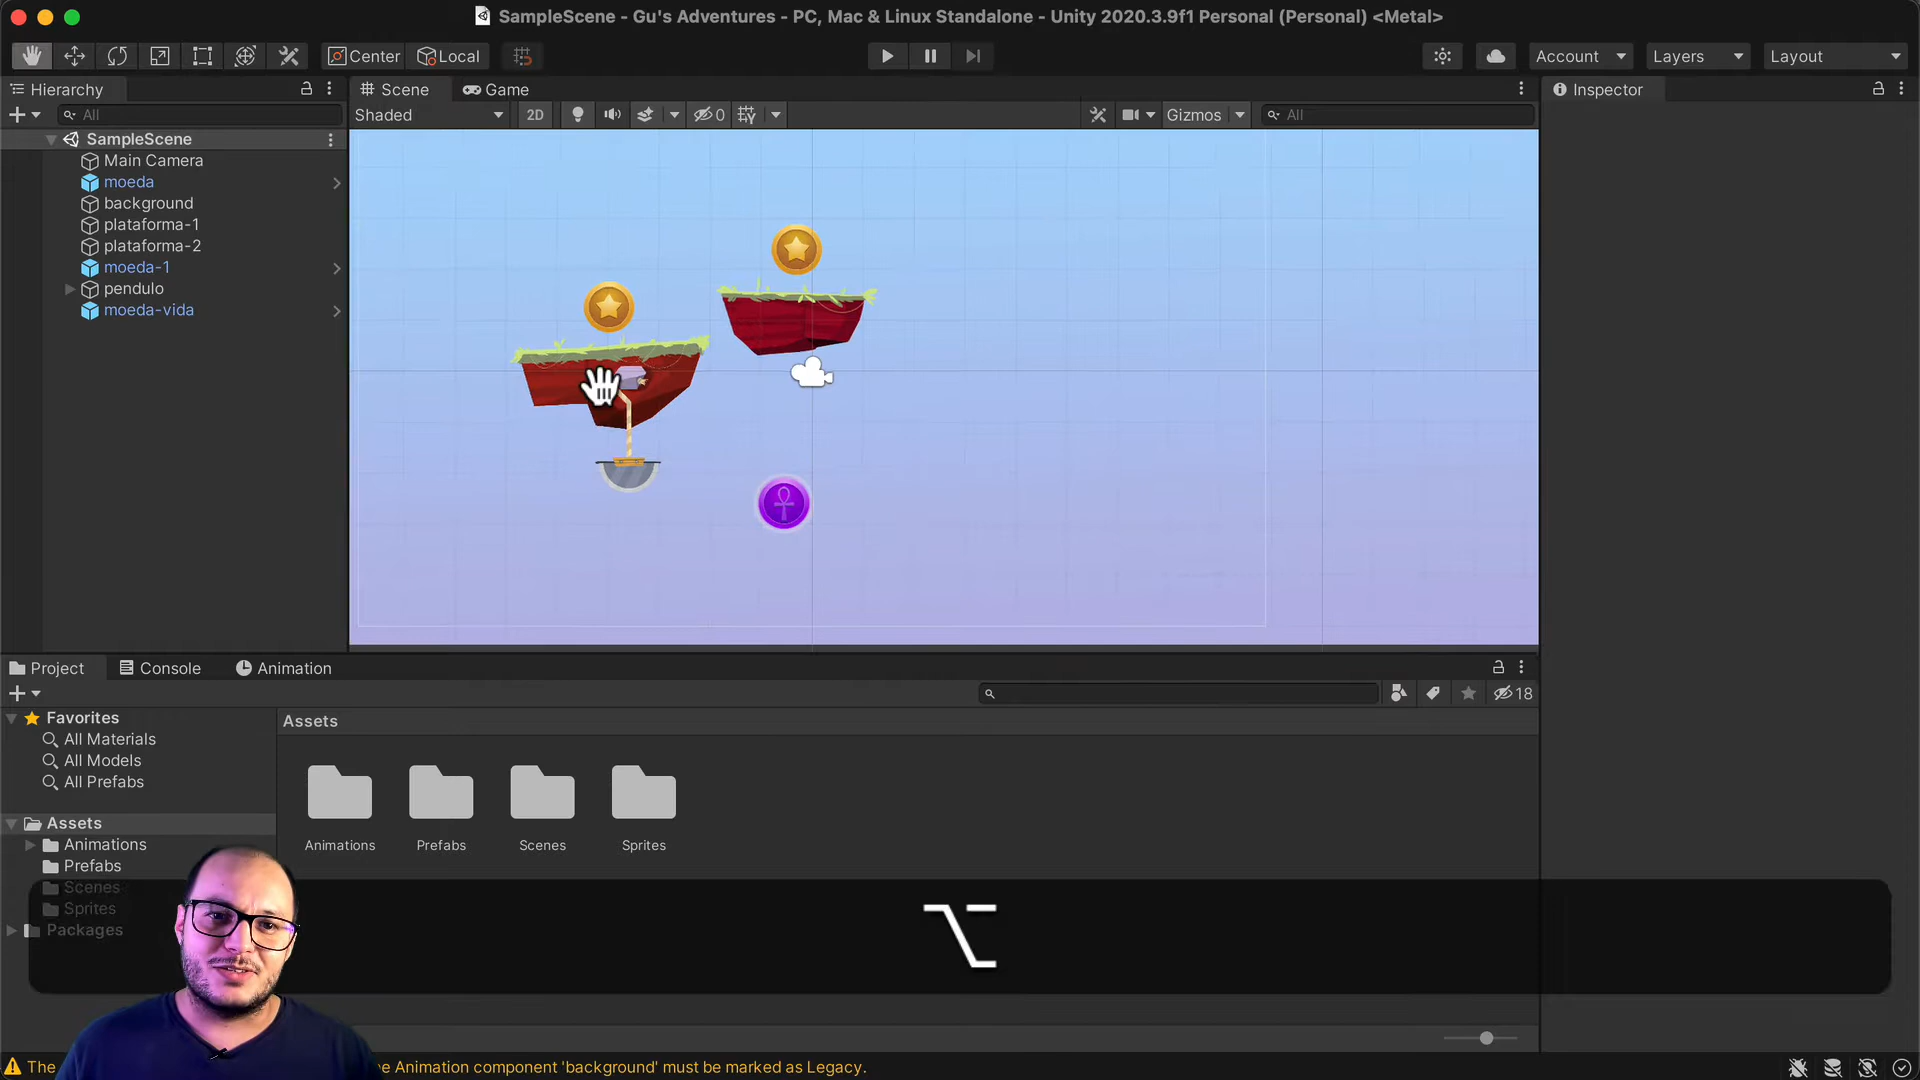 SampleScene - Gu's Adventures - PC, Mac & Linux Standalone - Unity 2020.3.9f1 Personal (Personal) <Metal>
Center
Local
Account
Layers
Layout
Hierarchy
Scene
Game
Inspector
All
Shaded
2D
0
Gizmos
All
SampleScene
Main Camera
moeda
background
plataforma-1
plataforma-2
moeda-1
pendulo
moeda-vida
Project
Console
Animation
18
Favorites
All Materials
All Models
All Prefabs
Assets
Animations
Prefabs
Scenes
Sprites
Packages
Assets
Animations
Prefabs
Scenes
Sprites
The
e Animation component 'background' must be marked as Legacy.